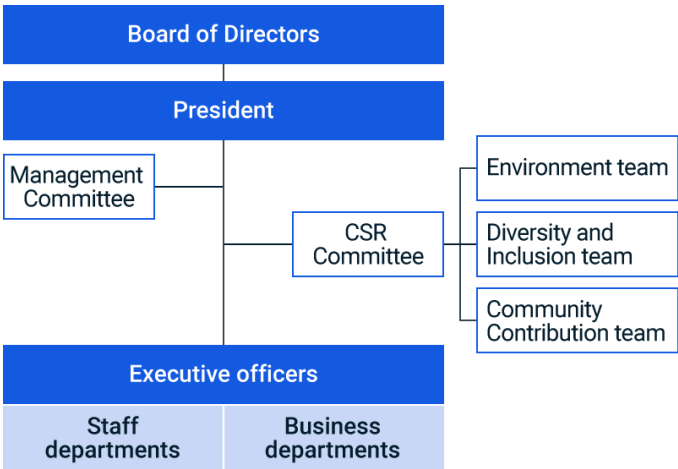 Board of Directors
President
Management
Committee
CSR
Committee
Environment team
Diversity and
Inclusion team
Community
Contribution team
Executive officers
Staff
departments
Business
departments